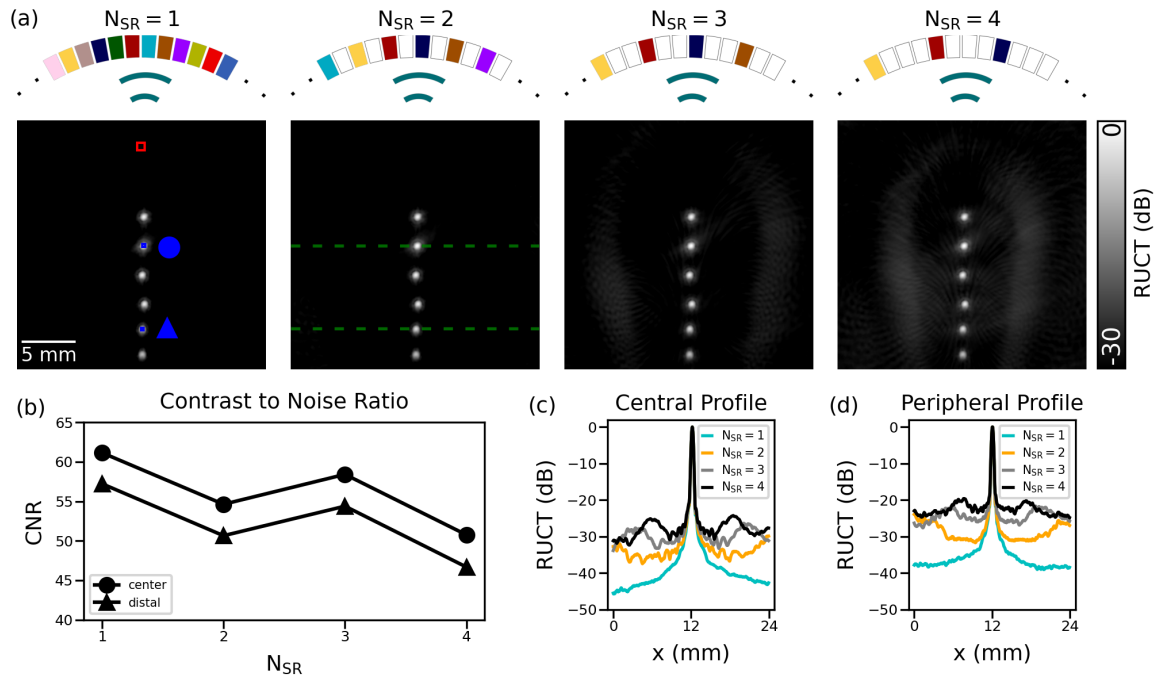 (a)
N_SR = 1
N_SR = 2
N_SR = 3
N_SR = 4
5 mm
0
-30
RUCT (dB)
(b)
Contrast to Noise Ratio
65
60
55
50
45
40
CNR
center
distal
1
2
3
4
N_SR
(c)
Central Profile
0
−10
−20
−30
−40
−50
RUCT (dB)
N_SR = 1
N_SR = 2
N_SR = 3
N_SR = 4
0
12
24
x (mm)
(d)
Peripheral Profile
0
−10
−20
−30
−40
−50
RUCT (dB)
N_SR = 1
N_SR = 2
N_SR = 3
N_SR = 4
0
12
24
x (mm)